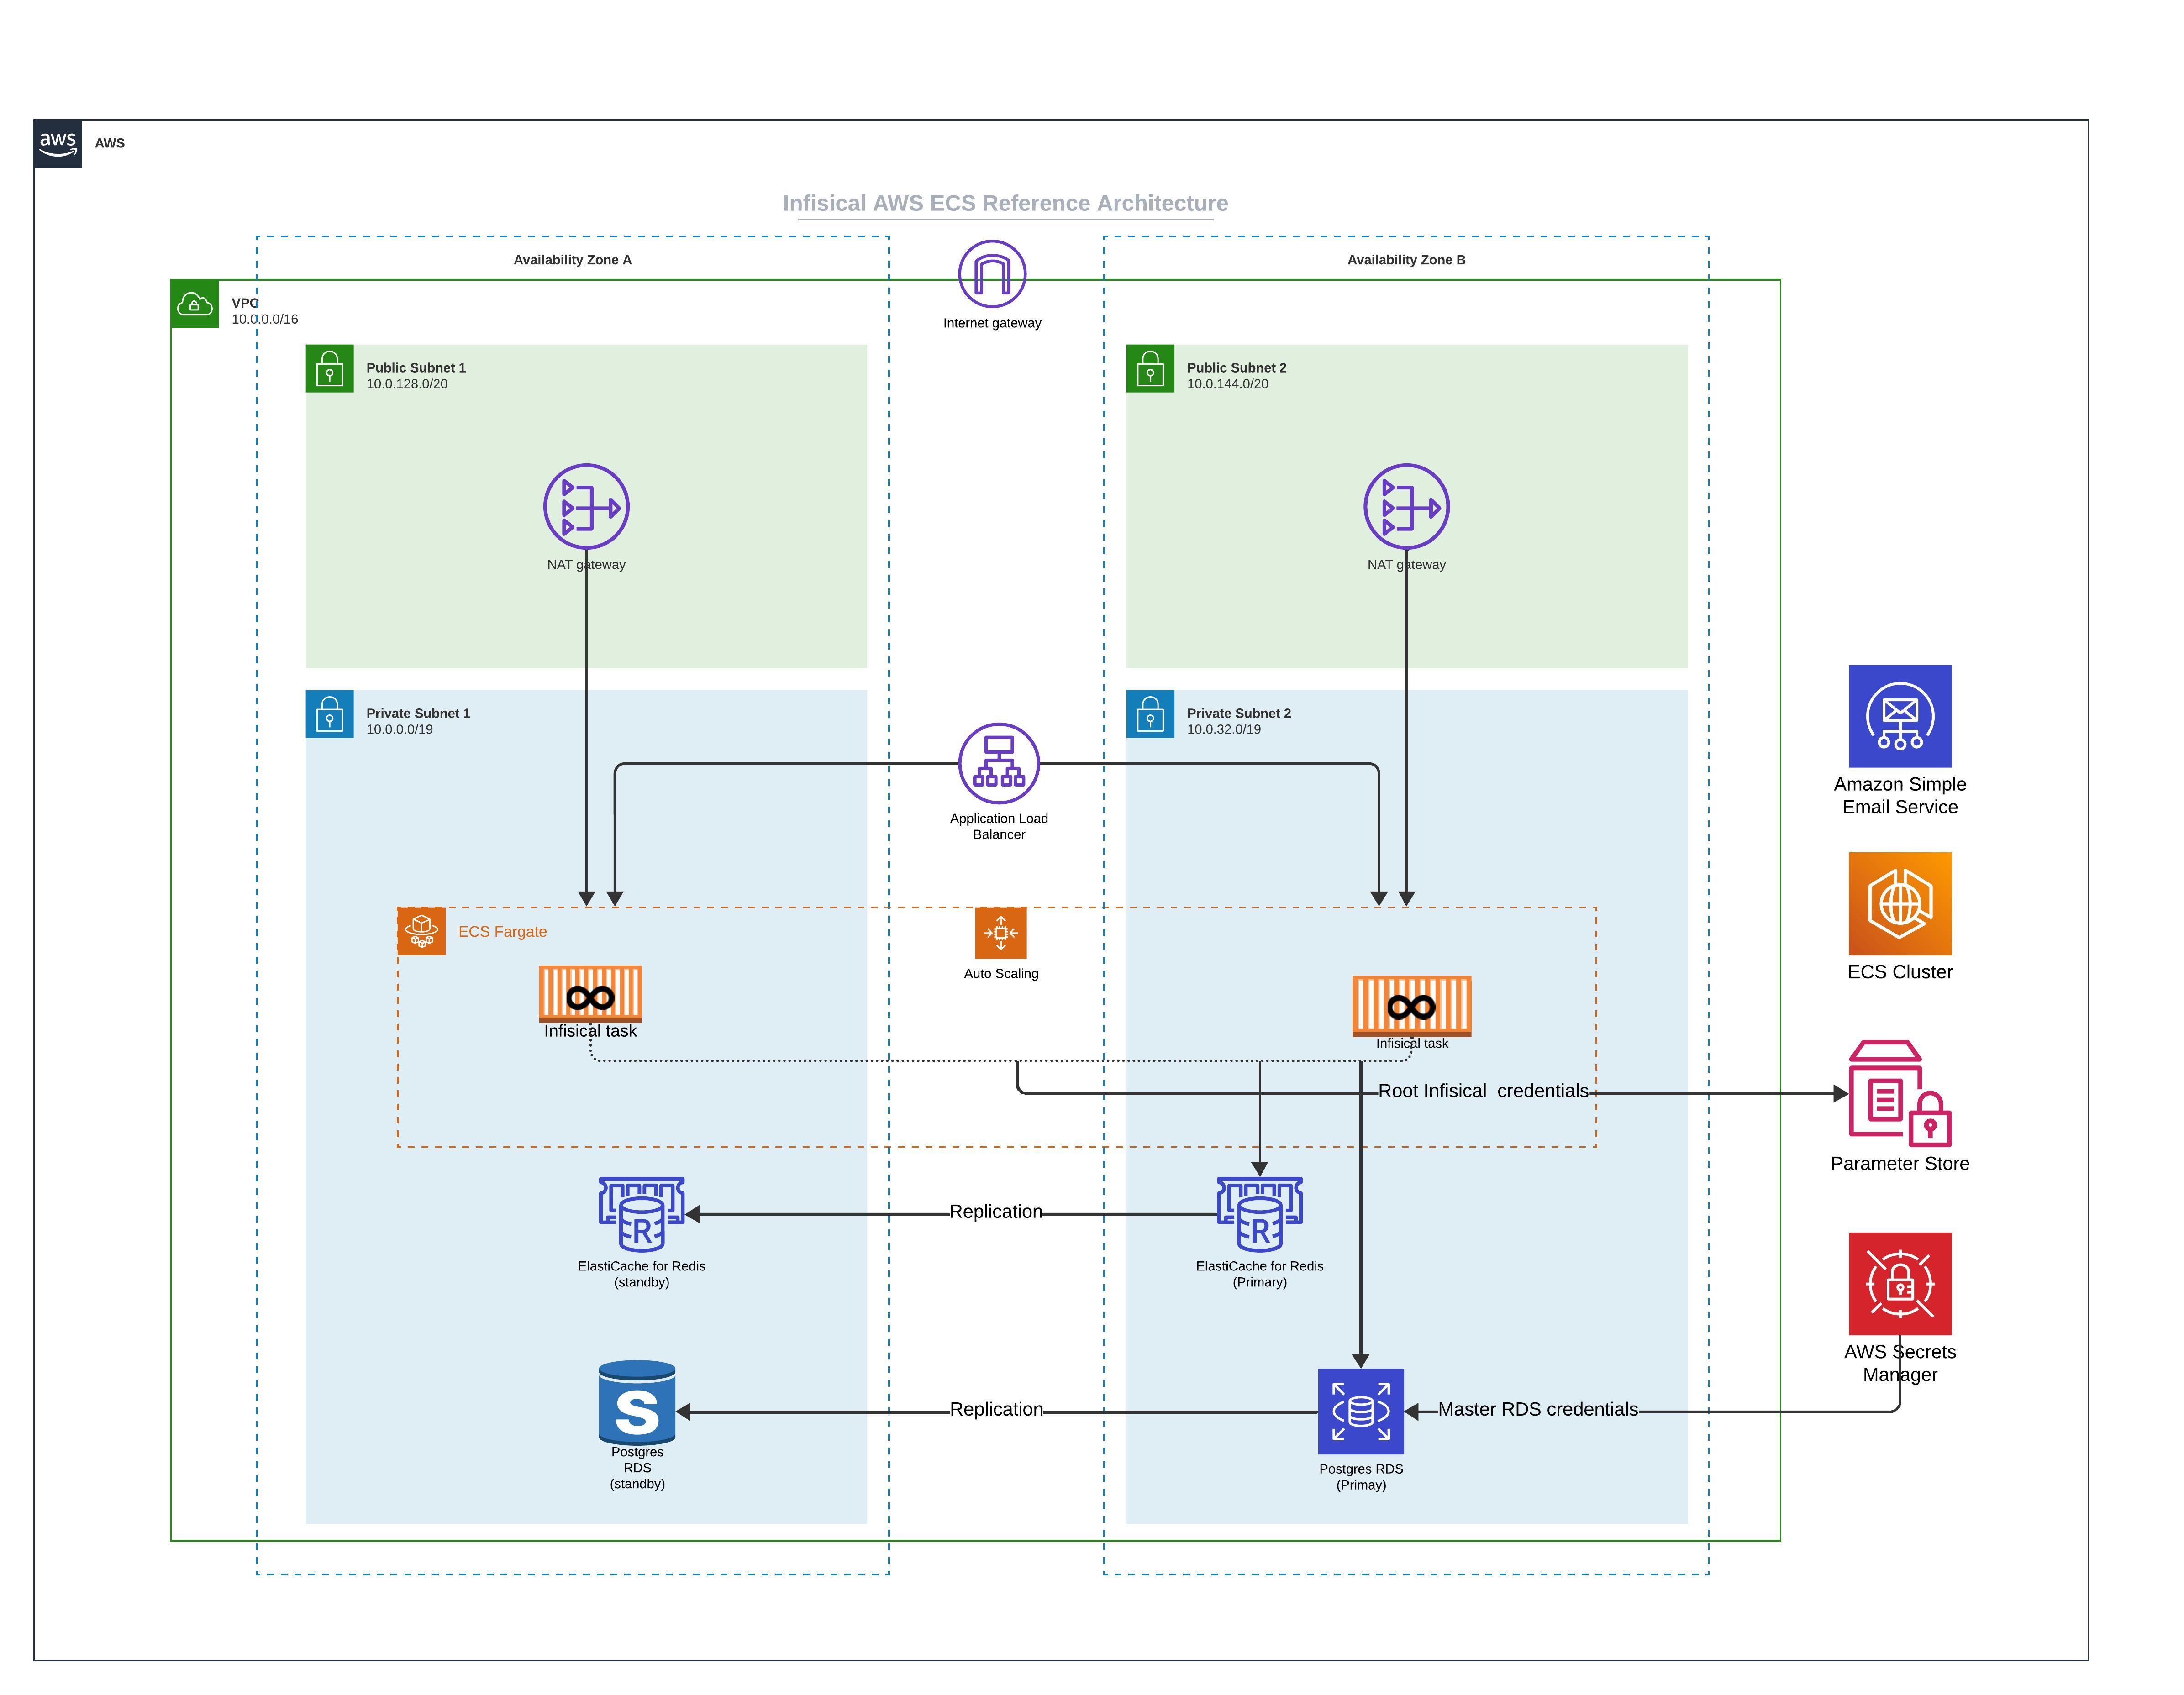 aws
AWS
Infisical AWS ECS Reference Architecture
Availability Zone A
Availability Zone B
VPC
10.0.0.0/16
Internet gateway
Public Subnet 1
10.0.128.0/20
Public Subnet 2
10.0.144.0/20
NAT gateway
NAT gateway
Private Subnet 1
10.0.0.0/19
Private Subnet 2
10.0.32.0/19
Application Load
Balancer
Amazon Simple
Email Service
ECS Fargate
Auto Scaling
ECS Cluster
Infisical task
Infisical task
Root Infisical  credentials
Parameter Store
Replication
R
ElastiCache for Redis
(standby)
R
ElastiCache for Redis
(Primary)
AWS Secrets
Manager
S
Postgres
RDS
(standby)
Replication
Master RDS credentials
Postgres RDS
(Primay)